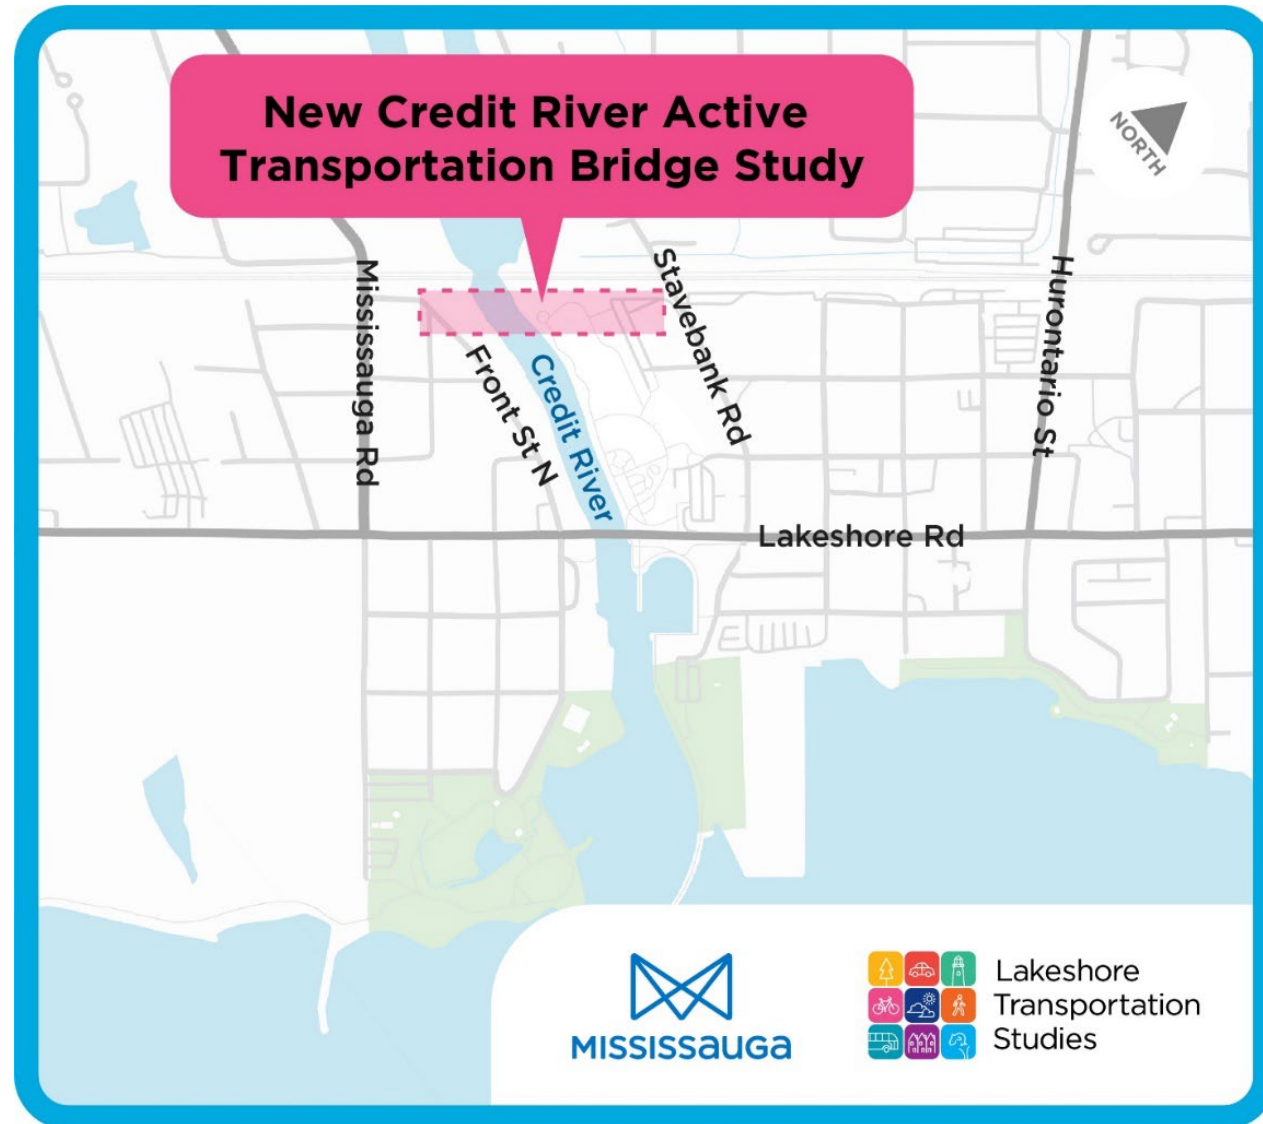 New Credit River Active
Transportation Bridge Study
NORTH
Mississauga Rd
Front St N
Credit River
Stavebank Rd
Hurontario St
Lakeshore Rd
MISSISSauGa
Lakeshore
Transportation
Studies